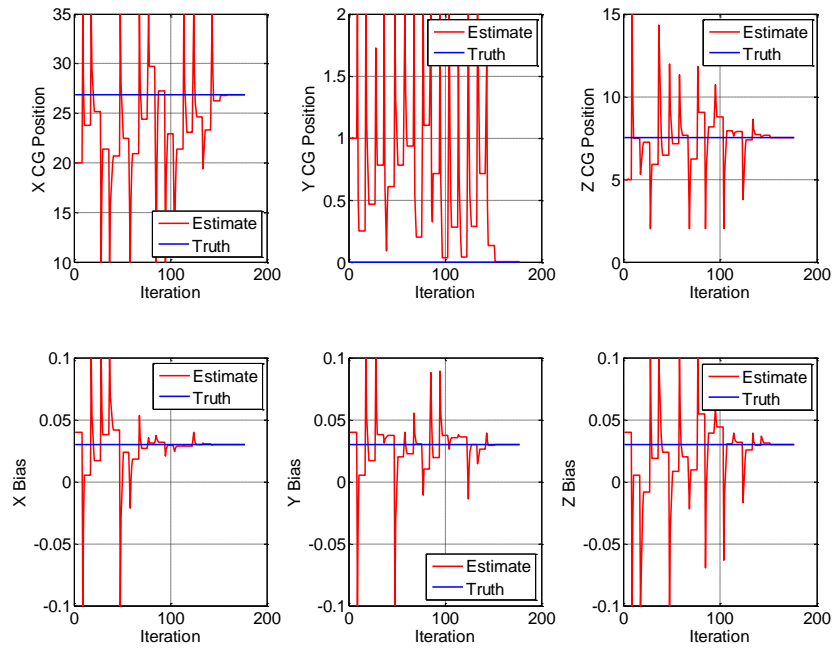 35
30
25
20
15
10
X CG Position
0
100
200
Iteration
Estimate
Truth
2
1.5
1
0.5
0
Y CG Position
0
100
200
Iteration
Estimate
Truth
15
10
5
0
Z CG Position
0
100
200
Iteration
Estimate
Truth
0.1
0.05
0
-0.05
-0.1
X Bias
0
100
200
Iteration
Estimate
Truth
0.1
0.05
0
-0.05
-0.1
Y Bias
0
100
200
Iteration
Estimate
Truth
0.1
0.05
0
-0.05
-0.1
Z Bias
0
100
200
Iteration
Estimate
Truth